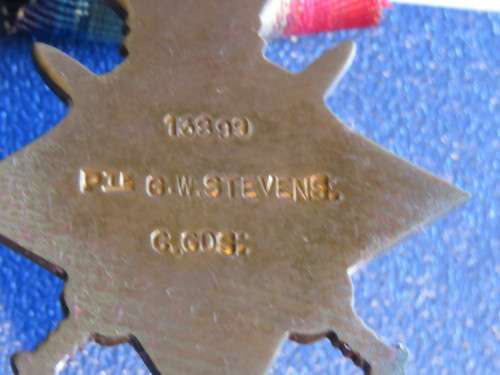 13899
PTE G.W. STEVENS.
G. GDS.